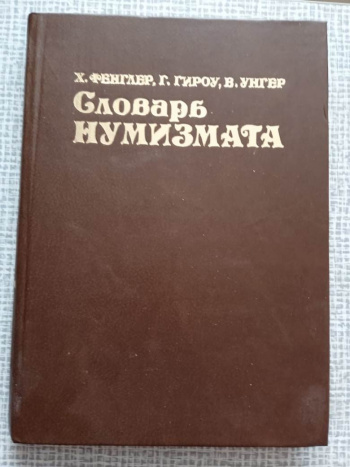 Х. ФЕНГЛЕР, Г. ГИРОУ, В. УНГЕР
Словарь
НУМИЗМАТА